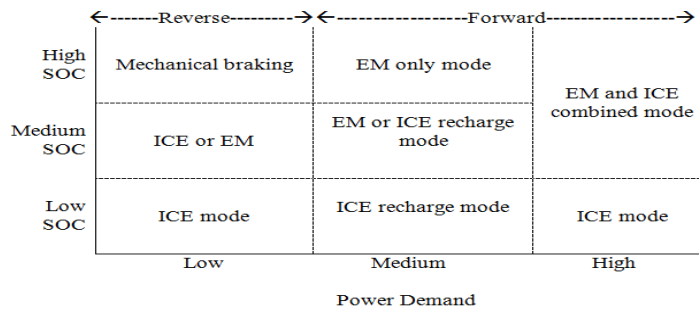 <-------Reverse-------> <--------------------Forward-------------------->
High SOC
Mechanical braking
EM only mode
EM and ICE
combined mode
Medium SOC
ICE or EM
EM or ICE recharge
mode
Low SOC
ICE mode
ICE recharge mode
ICE mode
Low
Medium
High
Power Demand